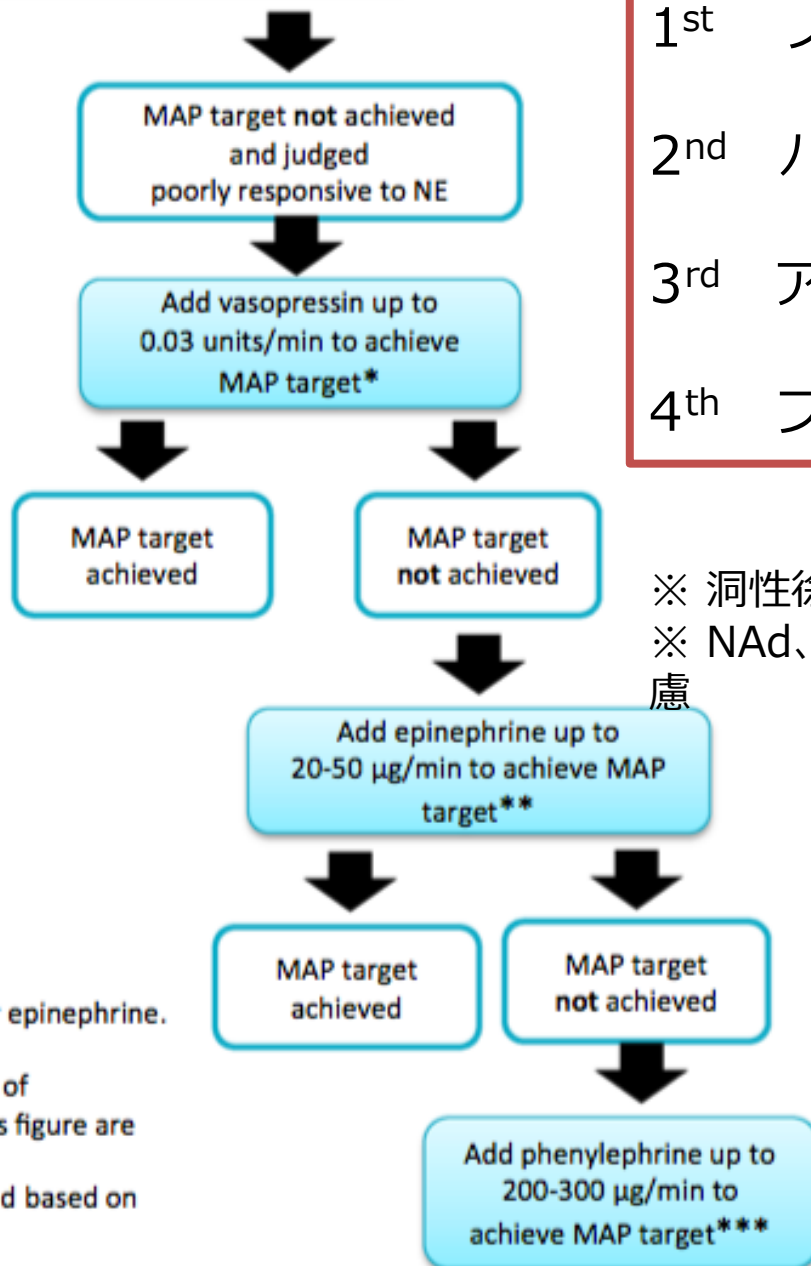 MAP target not achieved
and judged
poorly responsive to NE
Add vasopressin up to
0.03 units/min to achieve
MAP target*
MAP target
achieved
MAP target
not achieved
Add epinephrine up to
20-50 μg/min to achieve MAP
target**
MAP target
achieved
MAP target
not achieved
Add phenylephrine up to
200-300 μg/min to
achieve MAP target***
epinephrine.
of
s figure are
d based on
1st
2nd
3rd ア
4th
※ 洞性
※ NAd、
慮